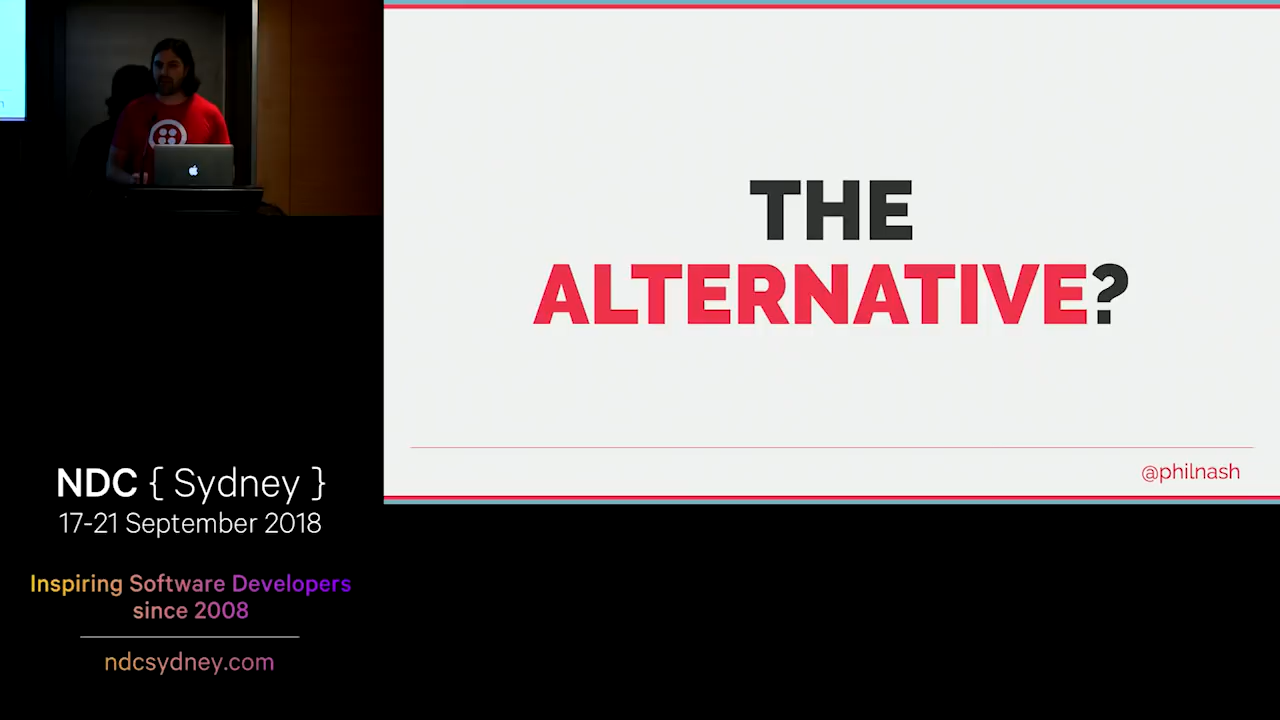 THE
ALTERNATIVE?
@philnash
NDC { Sydney }
17-21 September 2018
Inspiring Software Developers
since 2008
ndcsydney.com